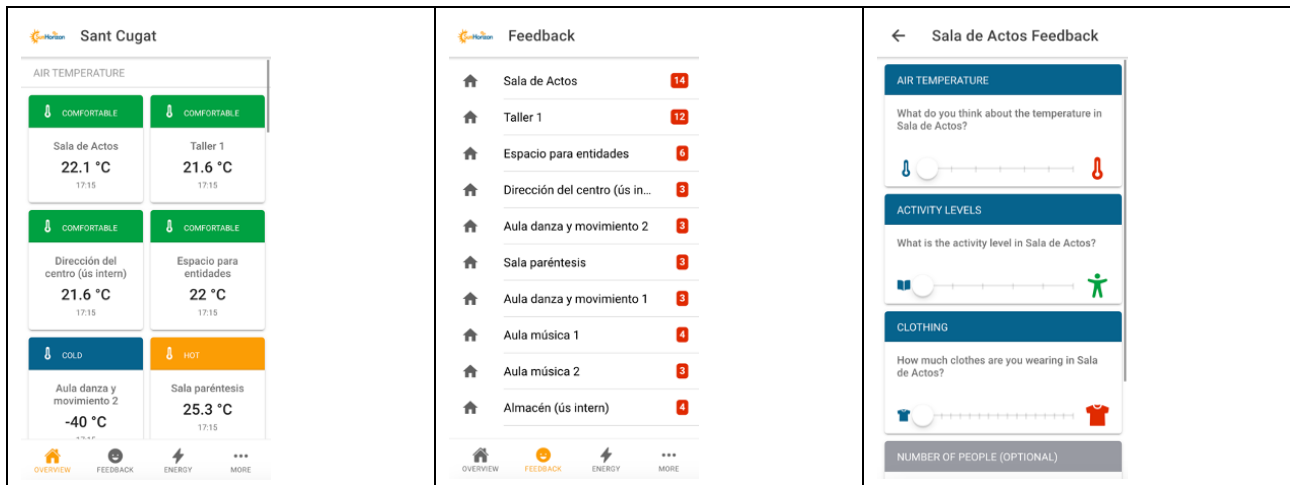 SunHorizon Sant Cugat
AIR TEMPERATURE
COMFORTABLE
Sala de Actos
22.1 °C
17:15
COMFORTABLE
Taller 1
21.6 °C
17:15
COMFORTABLE
Dirección del
centro (ús intern)
21.6 °C
17:15
COMFORTABLE
Espacio para
entidades
22 °C
17:15
COLD
Aula danza y
movimiento 2
-40 °C
17:15
HOT
Sala paréntesis
25.3 °C
17:15
OVERVIEW FEEDBACK ENERGY MORE
SunHorizon Feedback
Sala de Actos 14
Taller 1 12
Espacio para entidades 6
Dirección del centro (ús in... 3
Aula danza y movimiento 2 3
Sala paréntesis 3
Aula danza y movimiento 1 3
Aula música 1 4
Aula música 2 3
Almacén (ús intern) 4
OVERVIEW FEEDBACK ENERGY MORE
Sala de Actos Feedback
AIR TEMPERATURE
What do you think about the temperature in
Sala de Actos?
ACTIVITY LEVELS
What is the activity level in Sala de Actos?
CLOTHING
How much clothes are you wearing in Sala
de Actos?
NUMBER OF PEOPLE (OPTIONAL)